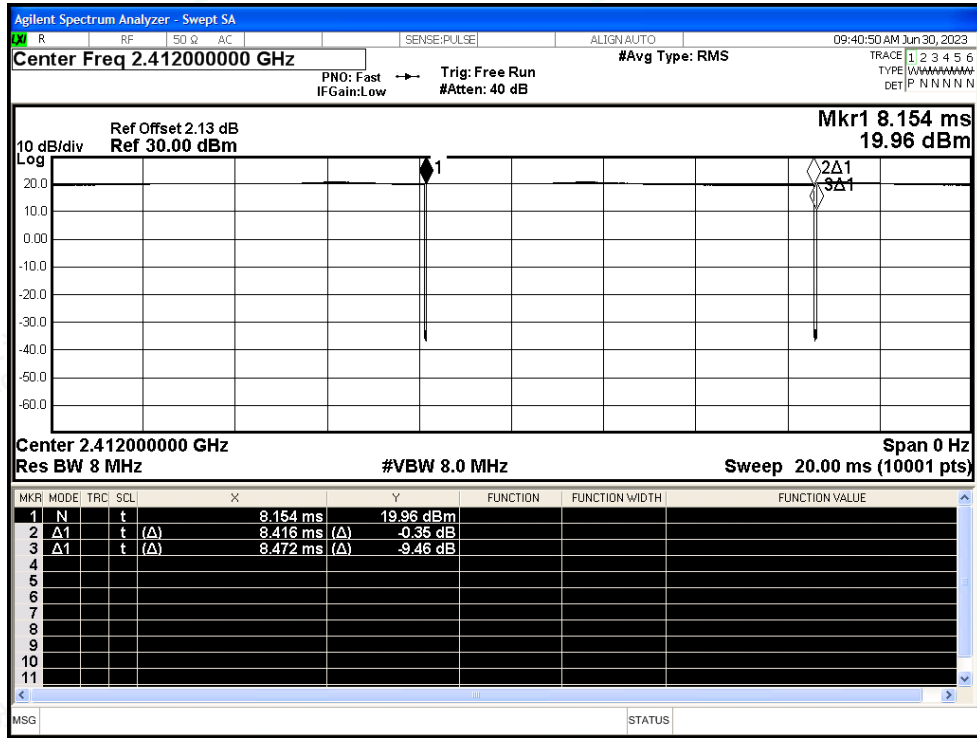 Agilent Spectrum Analyzer - Swept SA
LXI R RF 50 Ω AC SENSE:PULSE ALIGN AUTO 09:40:50 AM Jun 30, 2023
Center Freq 2.412000000 GHz #Avg Type: RMS TRACE 1 2 3 4 5 6
PNO: Fast Trig: Free Run TYPE WWWWWW
IFGain:Low #Atten: 40 dB DET P N N N N N
Mkr1 8.154 ms
Ref Offset 2.13 dB
10 dB/div Ref 30.00 dBm 19.96 dBm
Log
1 2Δ1
3Δ1
20.0
10.0
0.00
-10.0
-20.0
-30.0
-40.0
-50.0
-60.0
Center 2.412000000 GHz Span 0 Hz
Res BW 8 MHz #VBW 8.0 MHz Sweep 20.00 ms (10001 pts)
MKR MODE TRC SCL X Y FUNCTION FUNCTION WIDTH FUNCTION VALUE
1 N t 8.154 ms 19.96 dBm
2 Δ1 t (Δ) 8.416 ms (Δ) -0.35 dB
3 Δ1 t (Δ) 8.472 ms (Δ) -9.46 dB
4
5
6
7
8
9
10
11
MSG STATUS